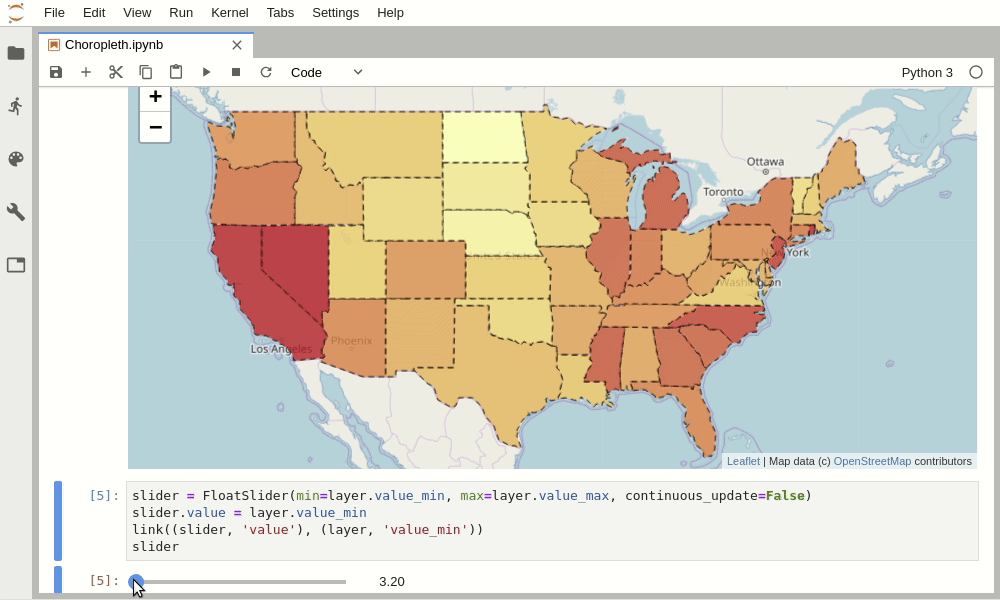 File Edit View Run Kernel Tabs Settings Help
Choropleth.ipynb
Code
Python 3
+
−
Ottawa
Toronto
New York
Washington
Phoenix
Los Angeles
Leaflet | Map data (c) OpenStreetMap contributors
[5]: slider = FloatSlider(min=layer.value_min, max=layer.value_max, continuous_update=False)
slider.value = layer.value_min
link((slider, 'value'), (layer, 'value_min'))
slider
[5]: 3.20